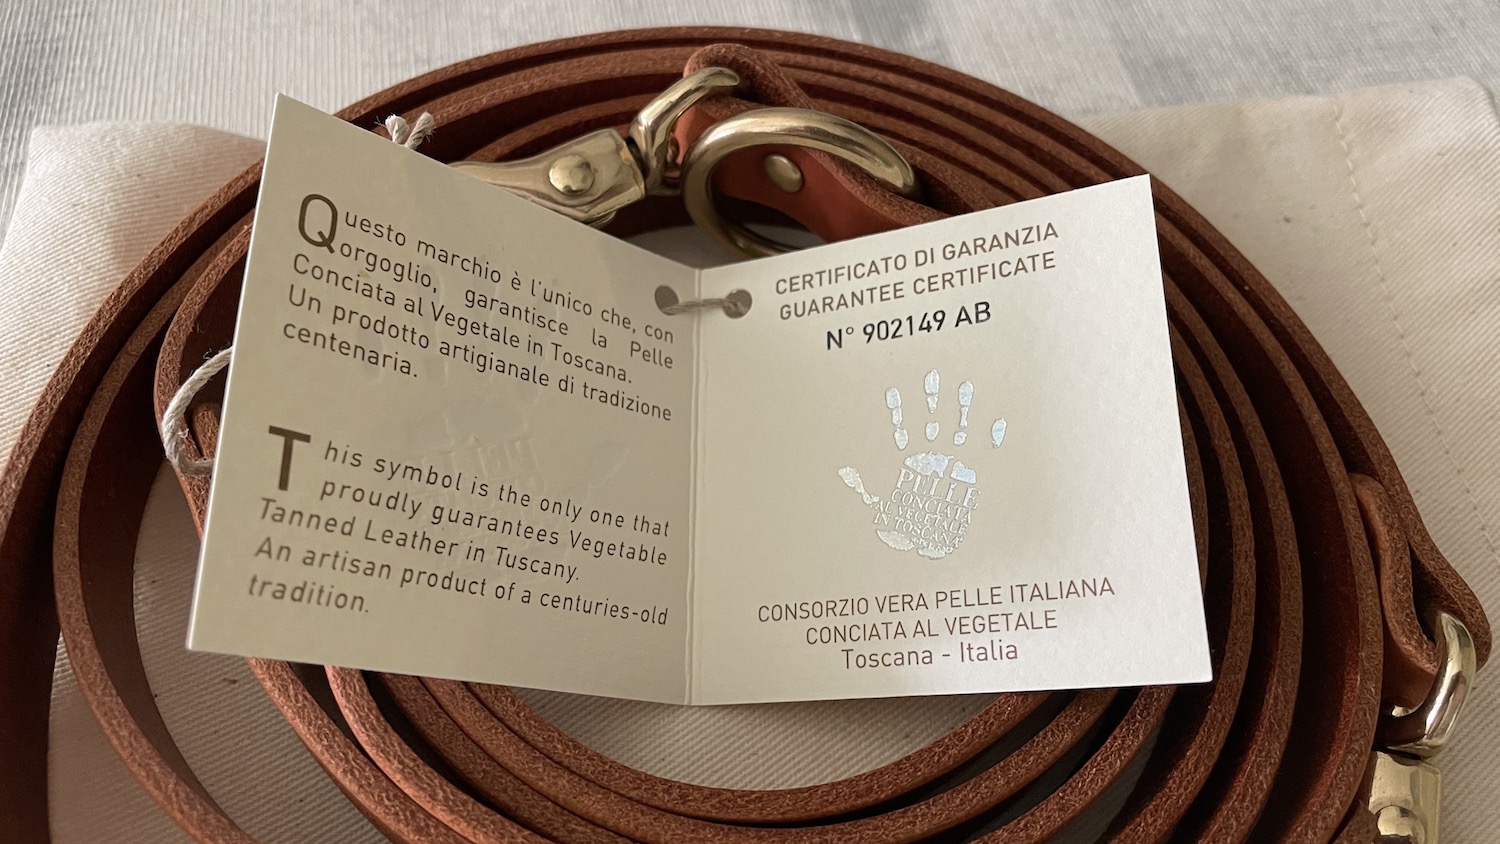 Questo marchio è l'unico che, con
orgoglio, garantisce la Pelle
Conciata al Vegetale in Toscana.
Un prodotto artigianale di tradizione
centenaria.
This symbol is the only one that
proudly guarantees Vegetable
Tanned Leather in Tuscany.
An artisan product of a centuries-old
tradition.
CERTIFICATO DI GARANZIA
GUARANTEE CERTIFICATE
N° 902149 AB
PELLE
CONCIATA
AL VEGETALE
IN TOSCANA
CONSORZIO VERA PELLE ITALIANA
CONCIATA AL VEGETALE
Toscana - Italia